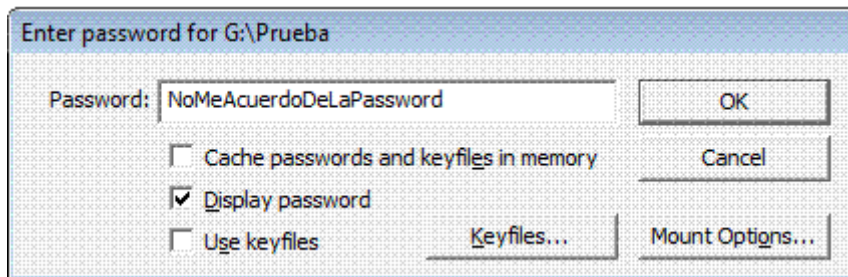 Enter password for G:\Prueba
Password: NoMeAcuerdoDeLaPassword OK
Cache passwords and keyfiles in memory Cancel
Display password
Use keyfiles Keyfiles... Mount Options...